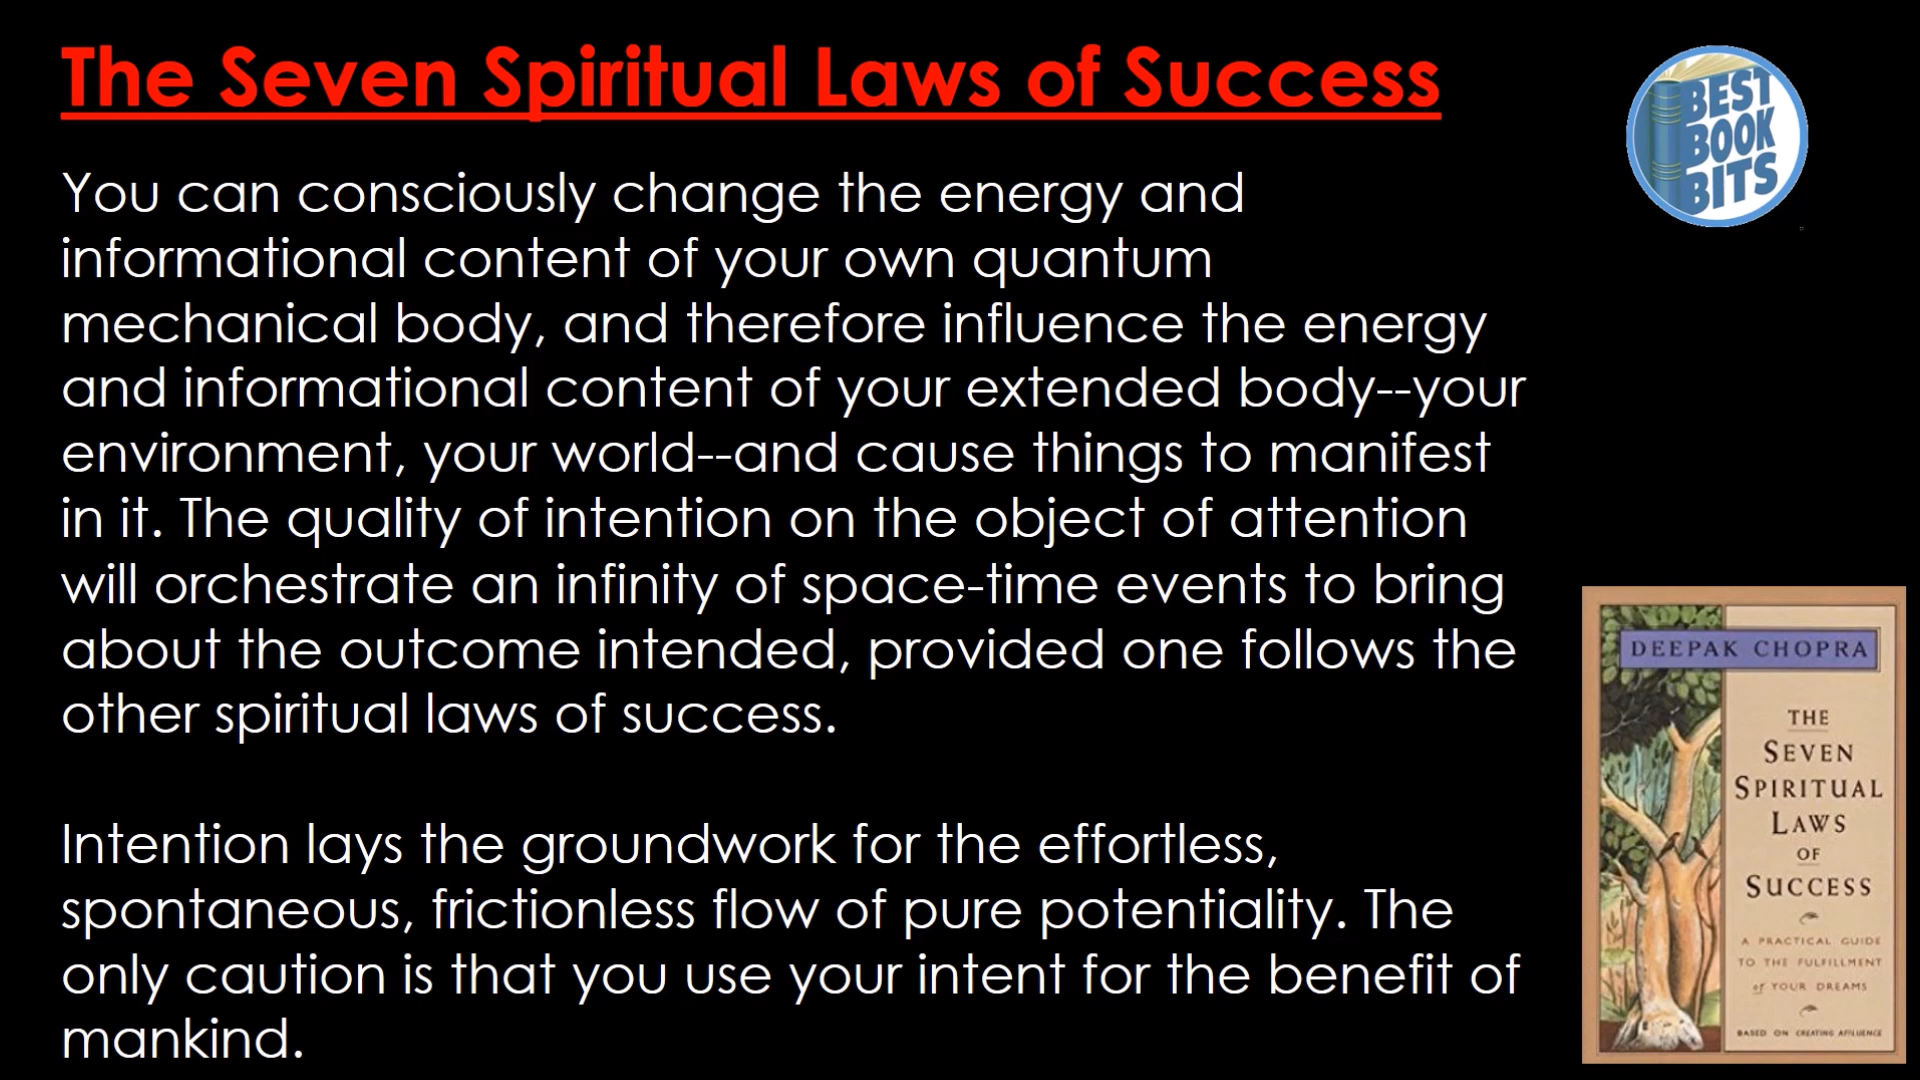 The Seven Spiritual Laws of Success
BEST
BOOK
BITS
You can consciously change the energy and
informational content of your own quantum
mechanical body, and therefore influence the energy
and informational content of your extended body--your
environment, your world--and cause things to manifest
in it. The quality of intention on the object of attention
will orchestrate an infinity of space-time events to bring
about the outcome intended, provided one follows the
other spiritual laws of success.
Intention lays the groundwork for the effortless,
spontaneous, frictionless flow of pure potentiality. The
only caution is that you use your intent for the benefit of
mankind.
DEEPAK CHOPRA
THE
SEVEN
SPIRITUAL
LAWS
OF
SUCCESS
A PRACTICAL GUIDE
TO THE FULFILLMENT
of YOUR DREAMS
BASED ON CREATING AFFLUENCE